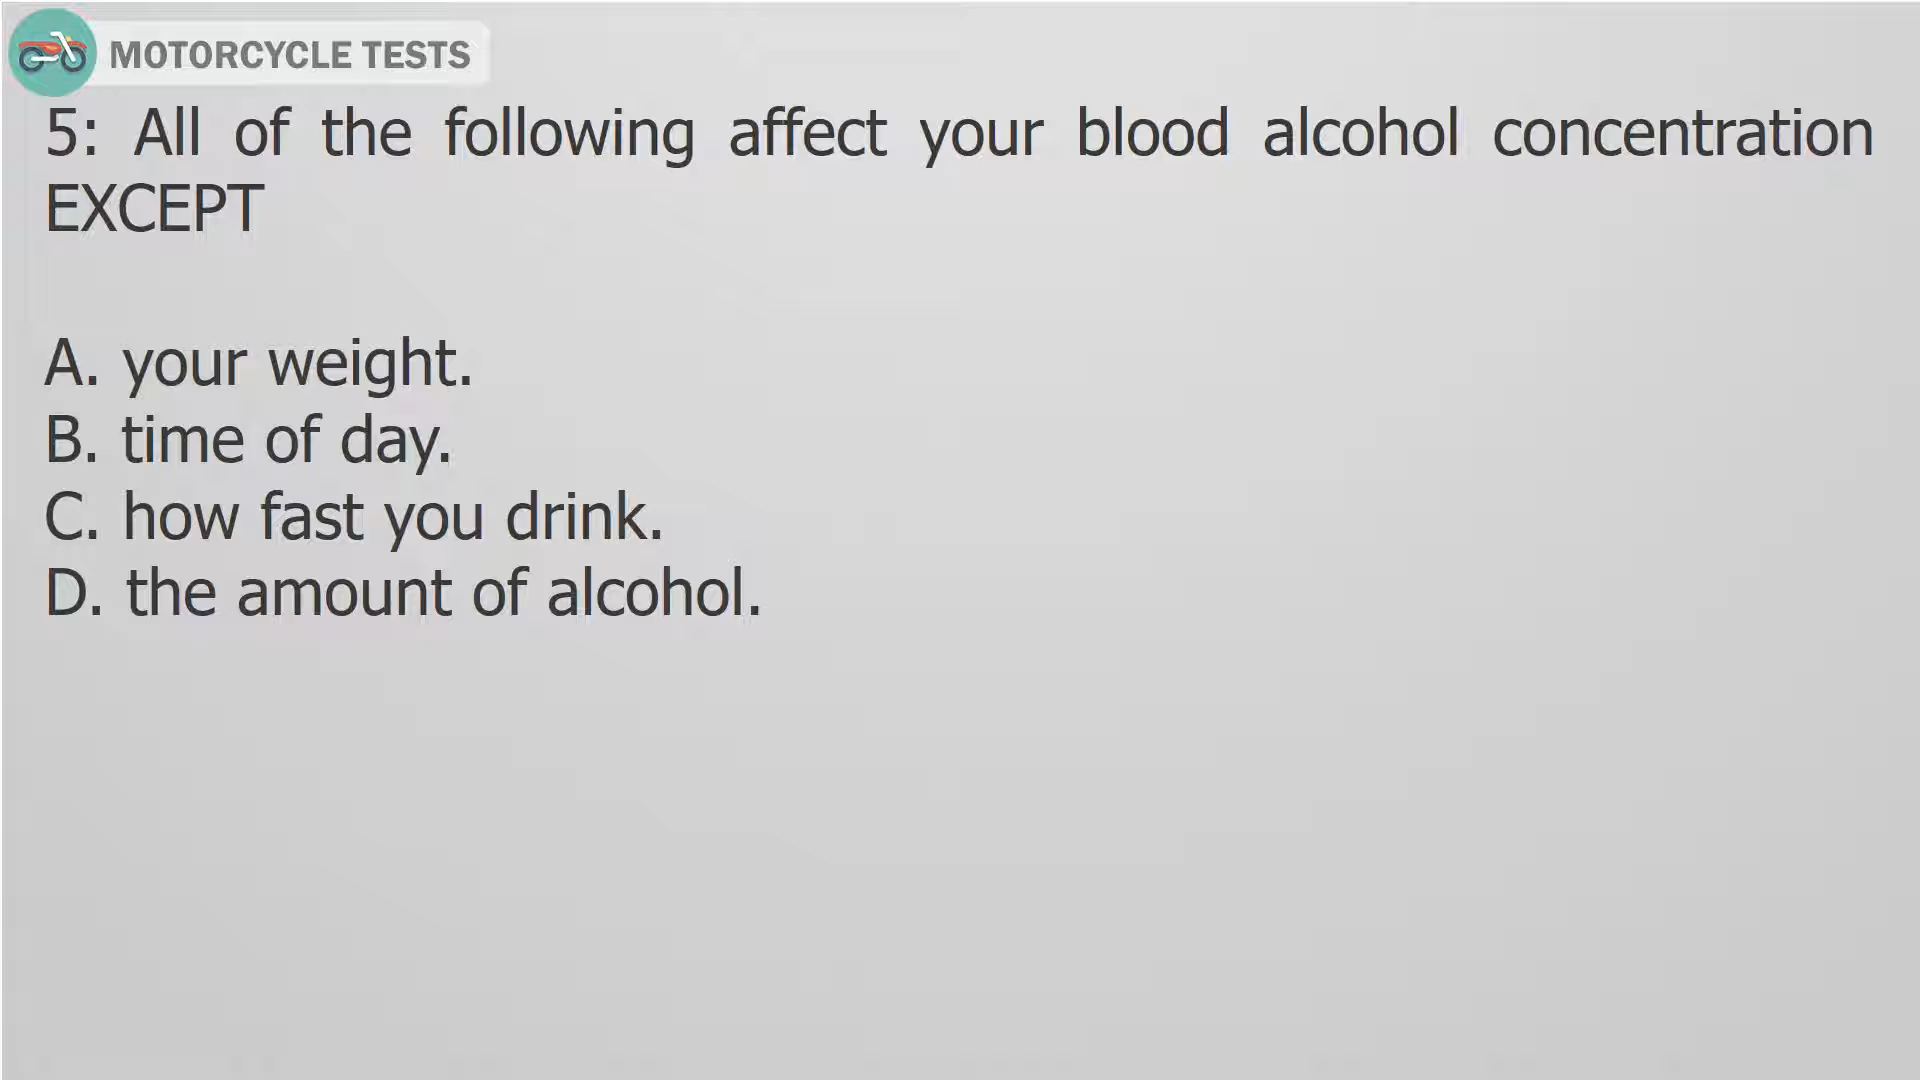 MOTORCYCLE TESTS
5: All of the following affect your blood alcohol concentration
EXCEPT
A. your weight.
B. time of day.
C. how fast you drink.
D. the amount of alcohol.